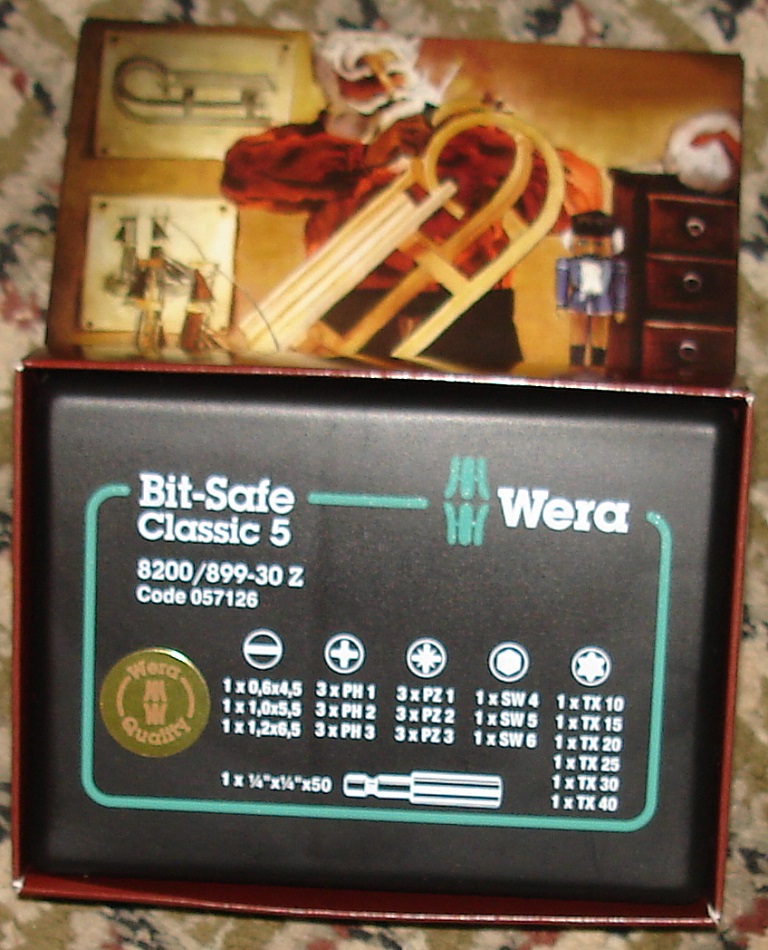 Bit-Safe
Classic 5
Wera
8200/899-30 Z
Code 057126
Wera
Quality
1 x 0,6x4,5 3 x PH 1 3 x PZ 1 1 x SW 4 1 x TX 10
1 x 1,0x5,5 3 x PH 2 3 x PZ 2 1 x SW 5 1 x TX 15
1 x 1,2x6,5 3 x PH 3 3 x PZ 3 1 x SW 6 1 x TX 20
1 x TX 25
1 x ¼"x¼"x50 1 x TX 30
1 x TX 40